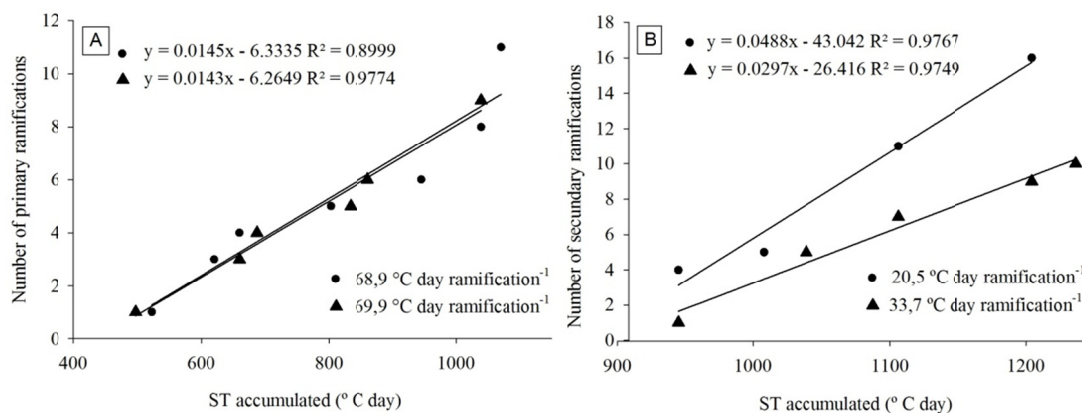 A
y = 0.0145x - 6.3335 R² = 0.8999
y = 0.0143x - 6.2649 R² = 0.9774
12
10
8
6
4
2
0
400 600 800 1000
Number of primary ramifications
ST accumulated (º C day)
68,9 °C day ramification⁻¹
69,9 °C day ramification⁻¹
B
y = 0.0488x - 43.042 R² = 0.9767
y = 0.0297x - 26.416 R² = 0.9749
18
16
14
12
10
8
6
4
2
0
900 1000 1100 1200
Number of secondary ramifications
ST accumulated (º C day)
20,5 ºC day ramification⁻¹
33,7 ºC day ramification⁻¹